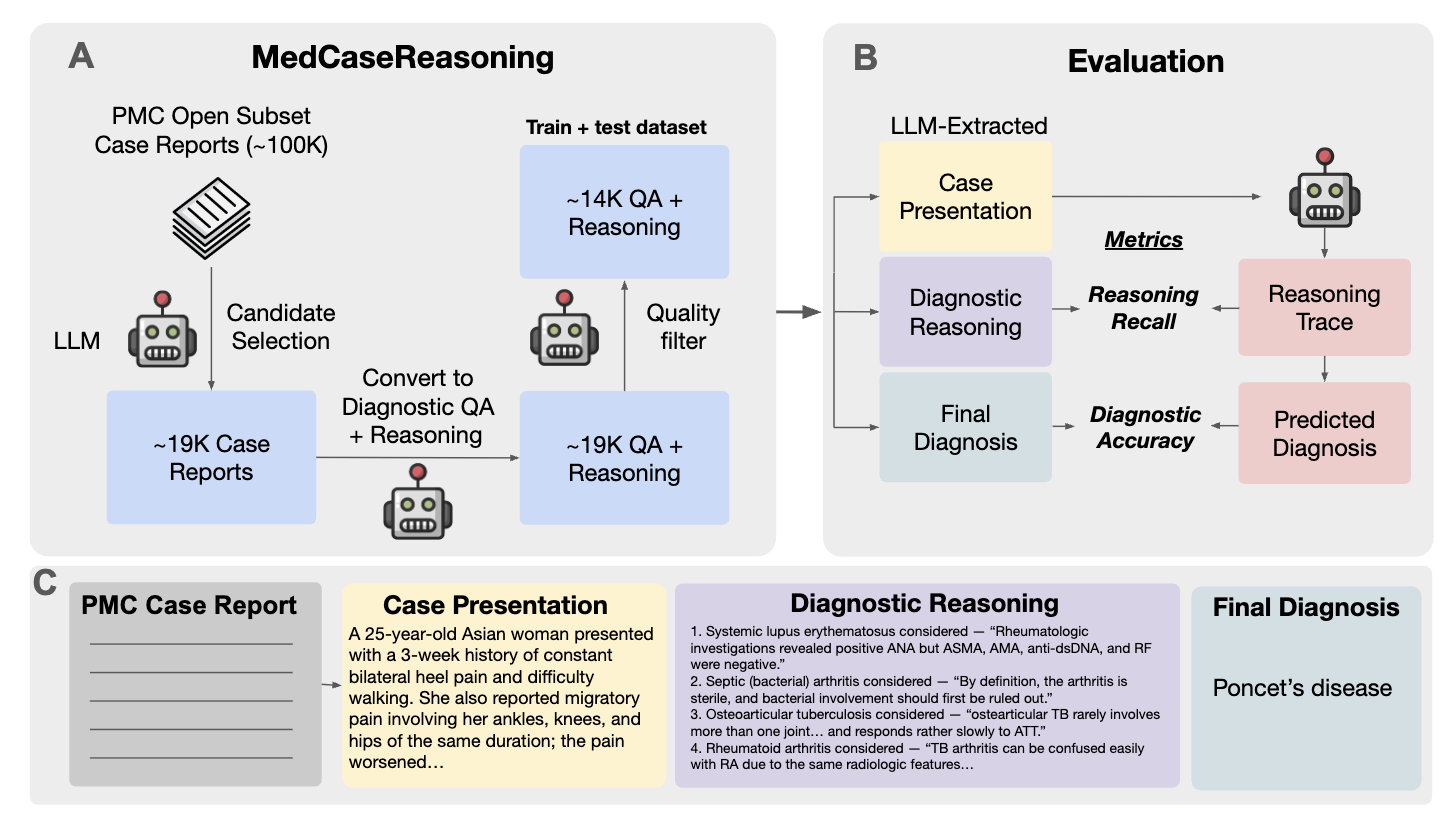 A
MedCaseReasoning
PMC Open Subset
Case Reports (~100K)
LLM
Candidate
Selection
~19K Case
Reports
Convert to
Diagnostic QA
+ Reasoning
~19K QA +
Reasoning
Quality
filter
Train + test dataset
~14K QA +
Reasoning
B
Evaluation
LLM-Extracted
Case
Presentation
Diagnostic
Reasoning
Final
Diagnosis
Metrics
Reasoning
Recall
Diagnostic
Accuracy
Reasoning
Trace
Predicted
Diagnosis
C
PMC Case Report
Case Presentation
A 25-year-old Asian woman presented
with a 3-week history of constant
bilateral heel pain and difficulty
walking. She also reported migratory
pain involving her ankles, knees, and
hips of the same duration; the pain
worsened…
Diagnostic Reasoning
1. Systemic lupus erythematosus considered — “Rheumatologic
investigations revealed positive ANA but ASMA, AMA, anti-dsDNA, and RF
were negative.”
2. Septic (bacterial) arthritis considered — “By definition, the arthritis is
sterile, and bacterial involvement should first be ruled out.”
3. Osteoarticular tuberculosis considered — “ostearticular TB rarely involves
more than one joint… and responds rather slowly to ATT.”
4. Rheumatoid arthritis considered — “TB arthritis can be confused easily
with RA due to the same radiologic features…
Final Diagnosis
Poncet’s disease